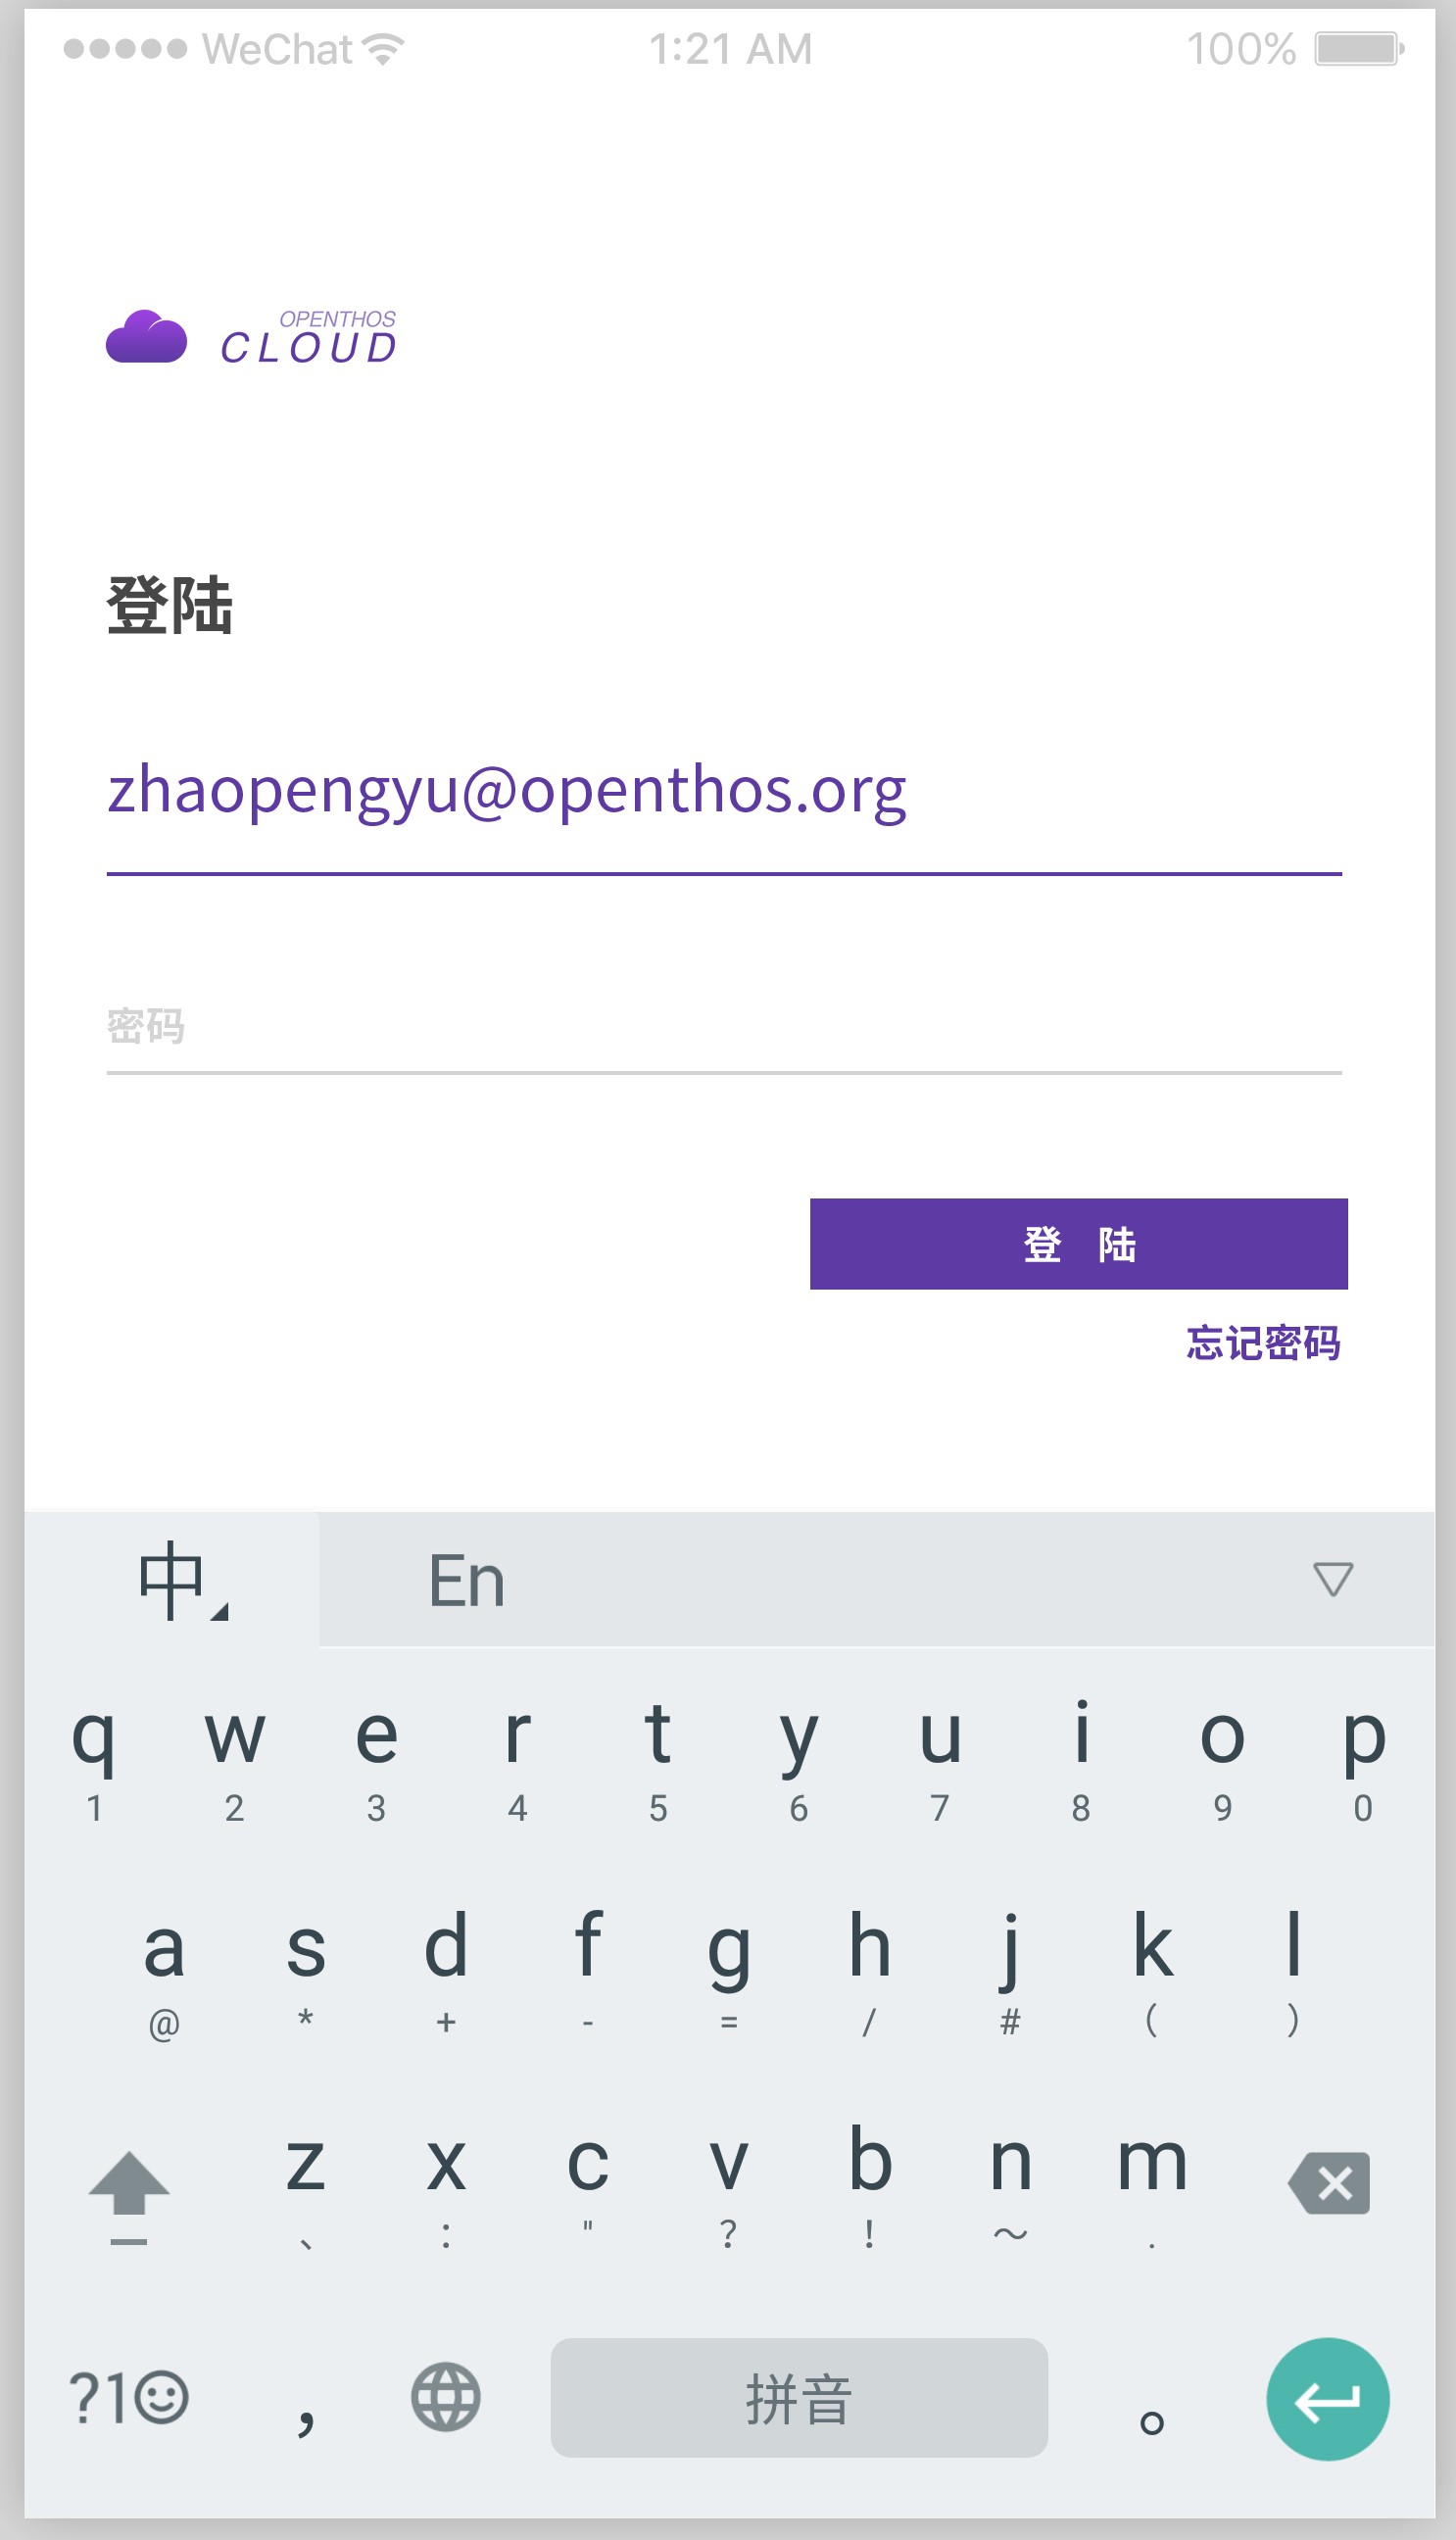 WeChat 1:21 AM 100%
OPENTHOS
CLOUD
登陆
zhaopengyu@openthos.org
密码
登 陆
忘记密码
中 En
q w e r t y u i o p
1 2 3 4 5 6 7 8 9 0
a s d f g h j k l
@ * + - = / # ( )
z x c v b n m
、 : " ? ! ～ .
?1 , 拼音 。